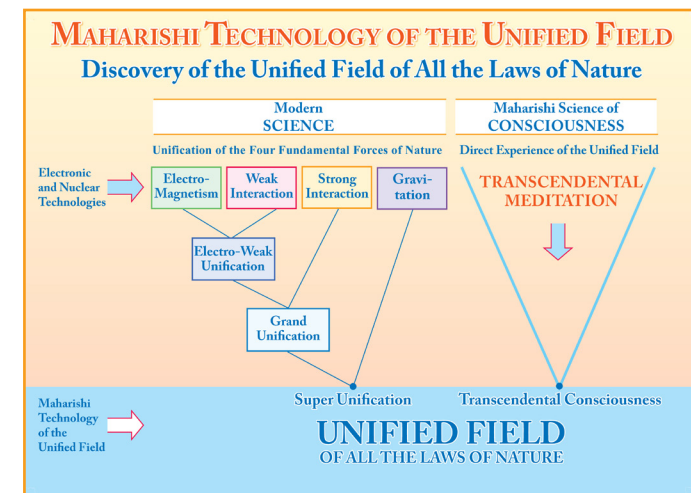 MAHARISHI TECHNOLOGY OF THE UNIFIED FIELD
Discovery of the Unified Field of All the Laws of Nature
Modern
SCIENCE
Unification of the Four Fundamental Forces of Nature
Maharishi Science of
CONSCIOUSNESS
Direct Experience of the Unified Field
Electronic
and Nuclear
Technologies
Electro-
Magnetism
Weak
Interaction
Strong
Interaction
Gravi-
tation
TRANSCENDENTAL
MEDITATION
Electro-Weak
Unification
Grand
Unification
Super Unification
Transcendental Consciousness
Maharishi
Technology
of the
Unified Field
UNIFIED FIELD
OF ALL THE LAWS OF NATURE